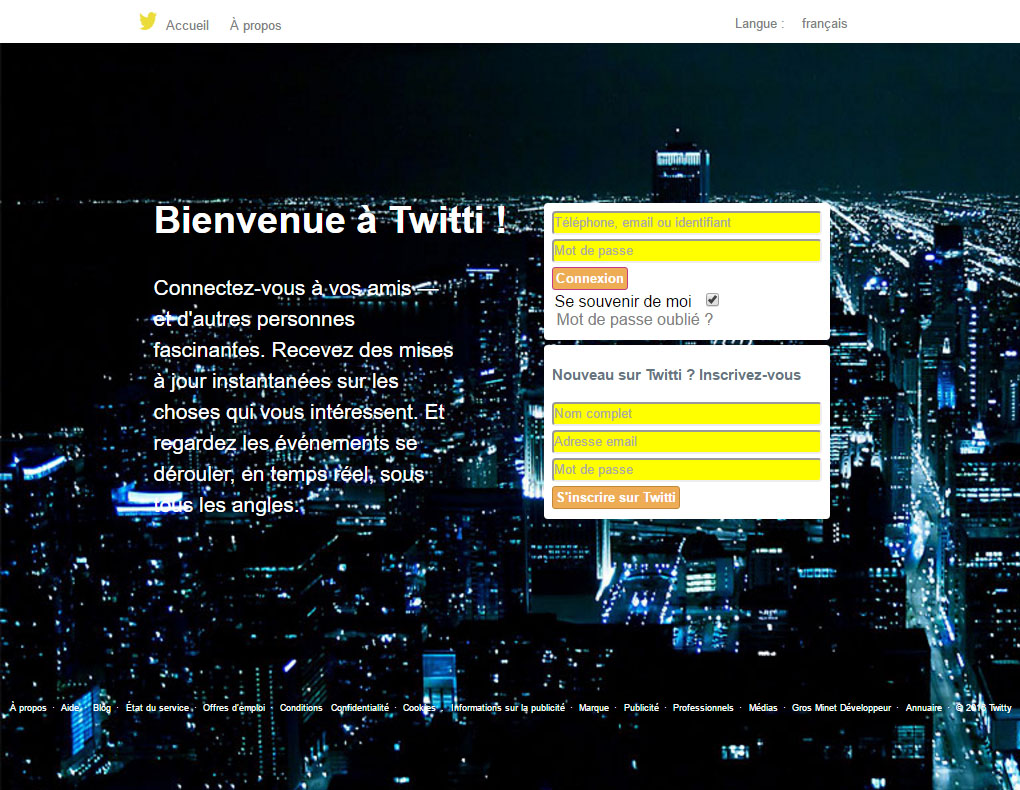 Accueil À propos Langue : français
Bienvenue à Twitti !
Connectez-vous à vos amis —
et d'autres personnes
fascinantes. Recevez des mises
à jour instantanées sur les
choses qui vous intéressent. Et
regardez les événements se
dérouler, en temps réel, sous
tous les angles.
Téléphone, email ou identifiant
Mot de passe
Connexion
Se souvenir de moi
Mot de passe oublié ?
Nouveau sur Twitti ? Inscrivez-vous
Nom complet
Adresse email
Mot de passe
S'inscrire sur Twitti
À propos · Aide · Blog · État du service · Offres d'emploi Conditions Confidentialité · Cookies · Informations sur la publicité · Marque · Publicité · Professionnels · Médias · Gros Minet Développeur · Annuaire · © Twitty